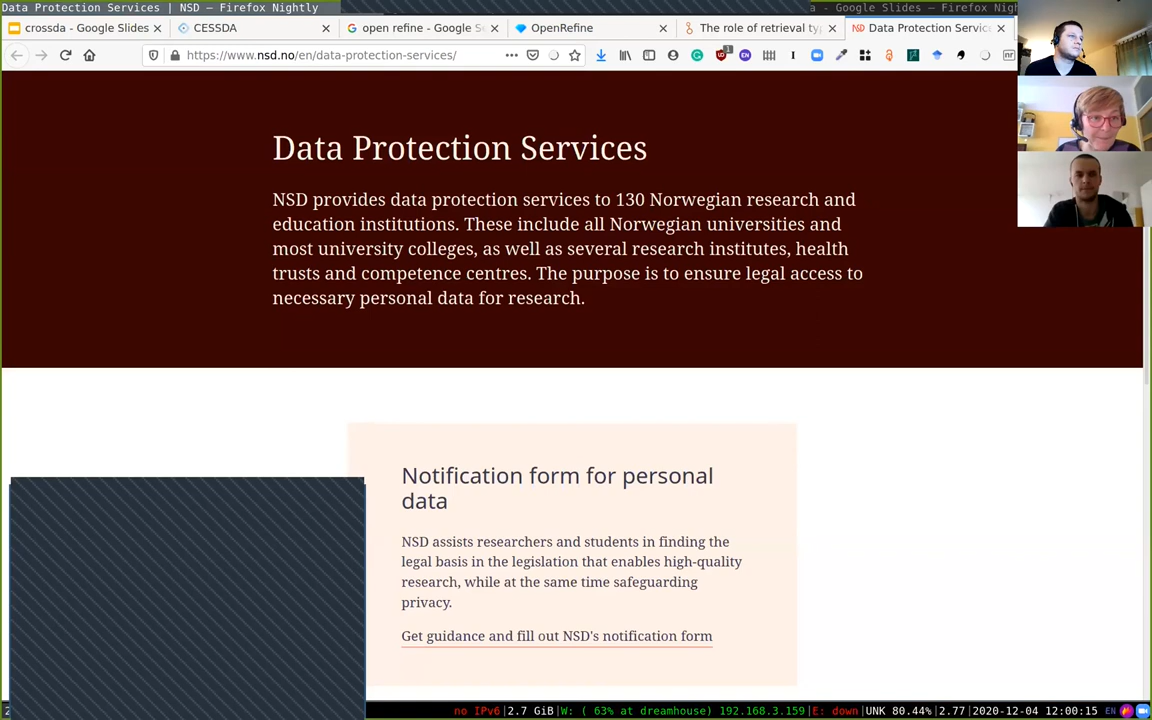 Data Protection Services | NSD — Firefox Nightly
a - Google Slides — Firefox Nigh
crossda - Google Slides
CESSDA
open refine - Google S
OpenRefine
The role of retrieval ty
Data Protection Servic
https://www.nsd.no/en/data-protection-services/
Data Protection Services
NSD provides data protection services to 130 Norwegian research and
education institutions. These include all Norwegian universities and
most university colleges, as well as several research institutes, health
trusts and competence centres. The purpose is to ensure legal access to
necessary personal data for research.
Notification form for personal
data
NSD assists researchers and students in finding the
legal basis in the legislation that enables high-quality
research, while at the same time safeguarding
privacy.
Get guidance and fill out NSD's notification form
2
no IPv6|2.7 GiB|W: ( 63% at dreamhouse) 192.168.3.159|E: down|UNK 80.44%|2.77|2020-12-04 12:00:15 EN